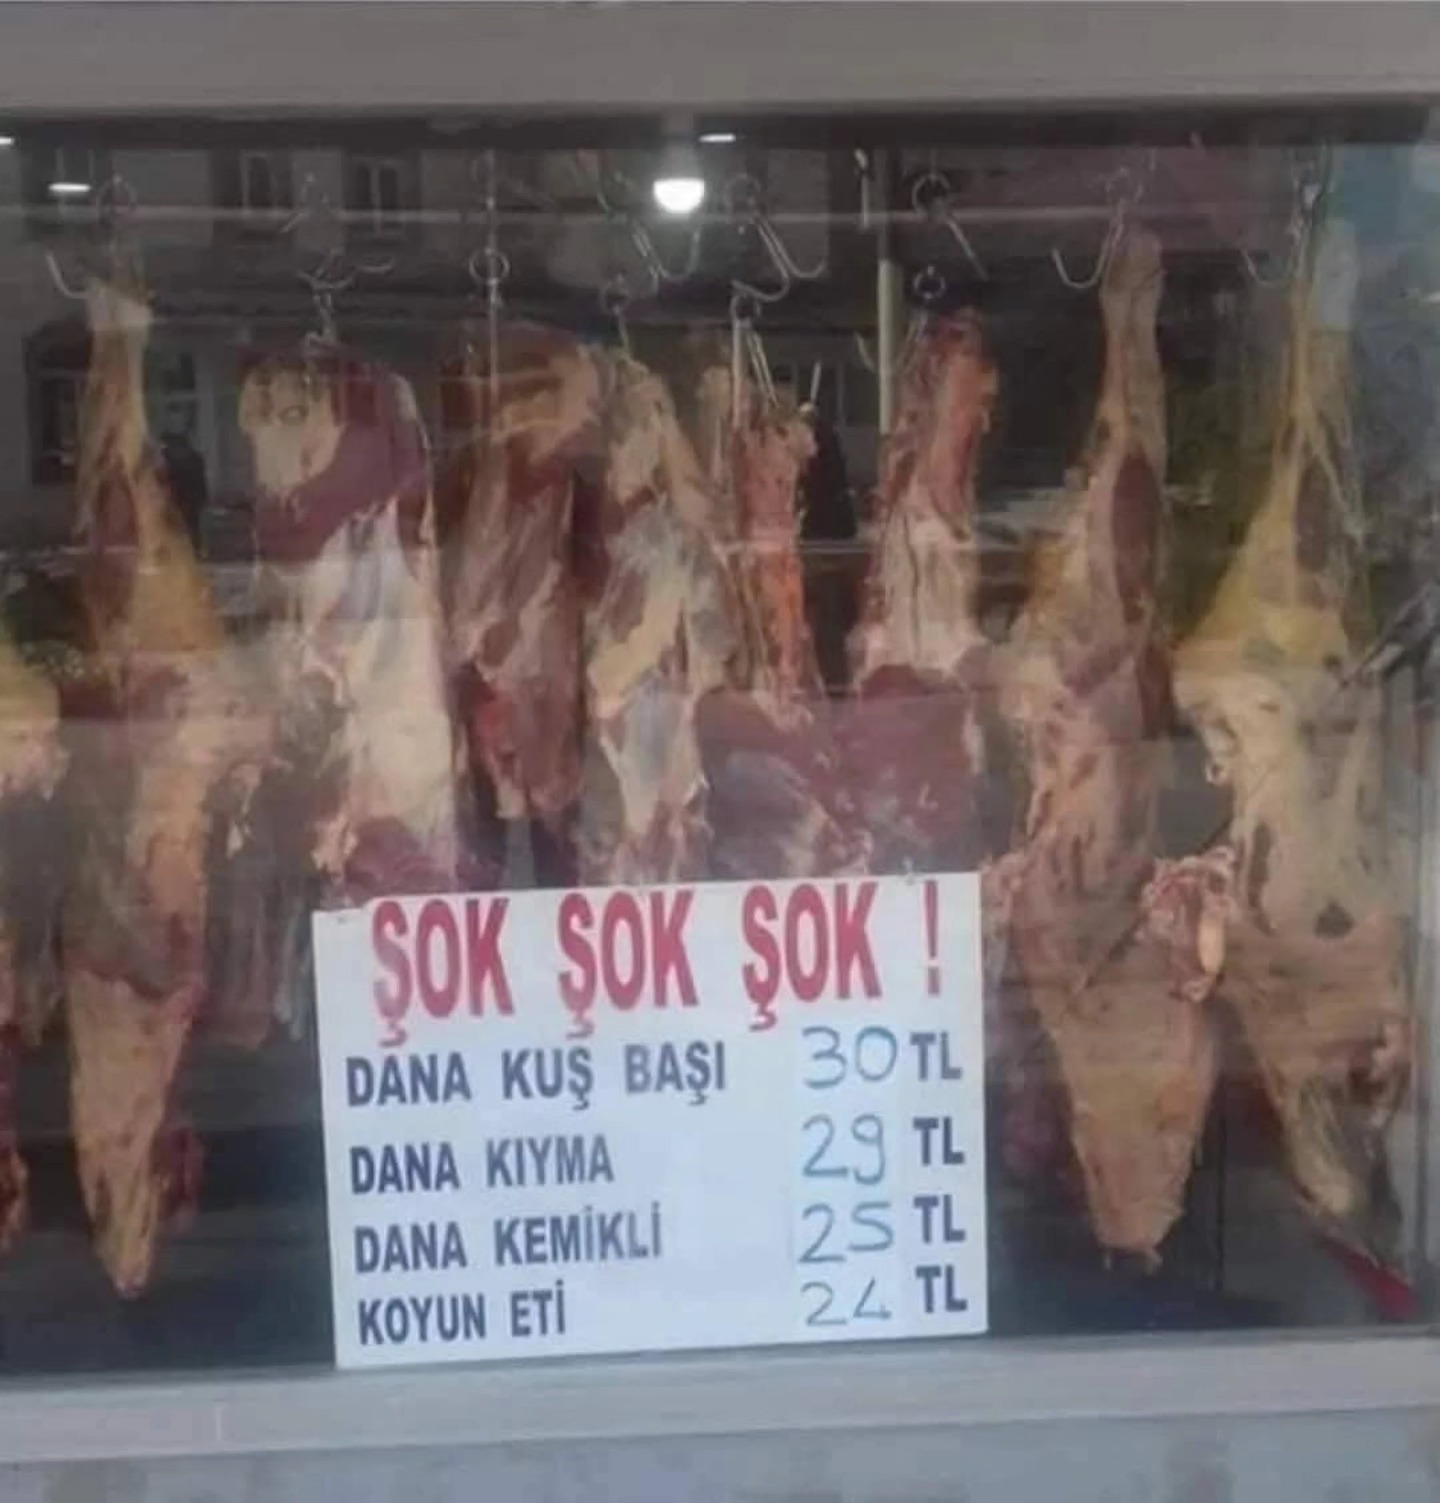 ŞOK ŞOK ŞOK !
DANA KUŞ BAŞI 30 TL
DANA KIYMA 29 TL
DANA KEMİKLİ 25 TL
KOYUN ETİ 24 TL